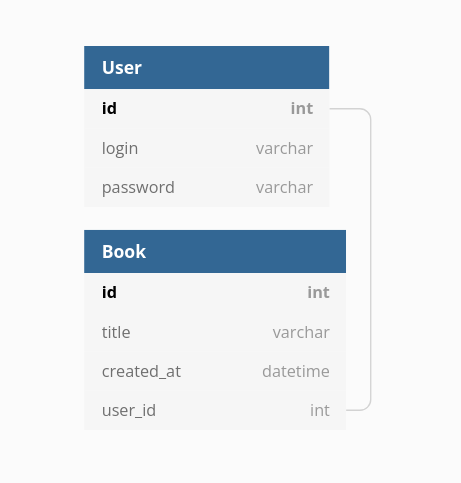 User
id int
login varchar
password varchar
Book
id int
title varchar
created_at datetime
user_id int